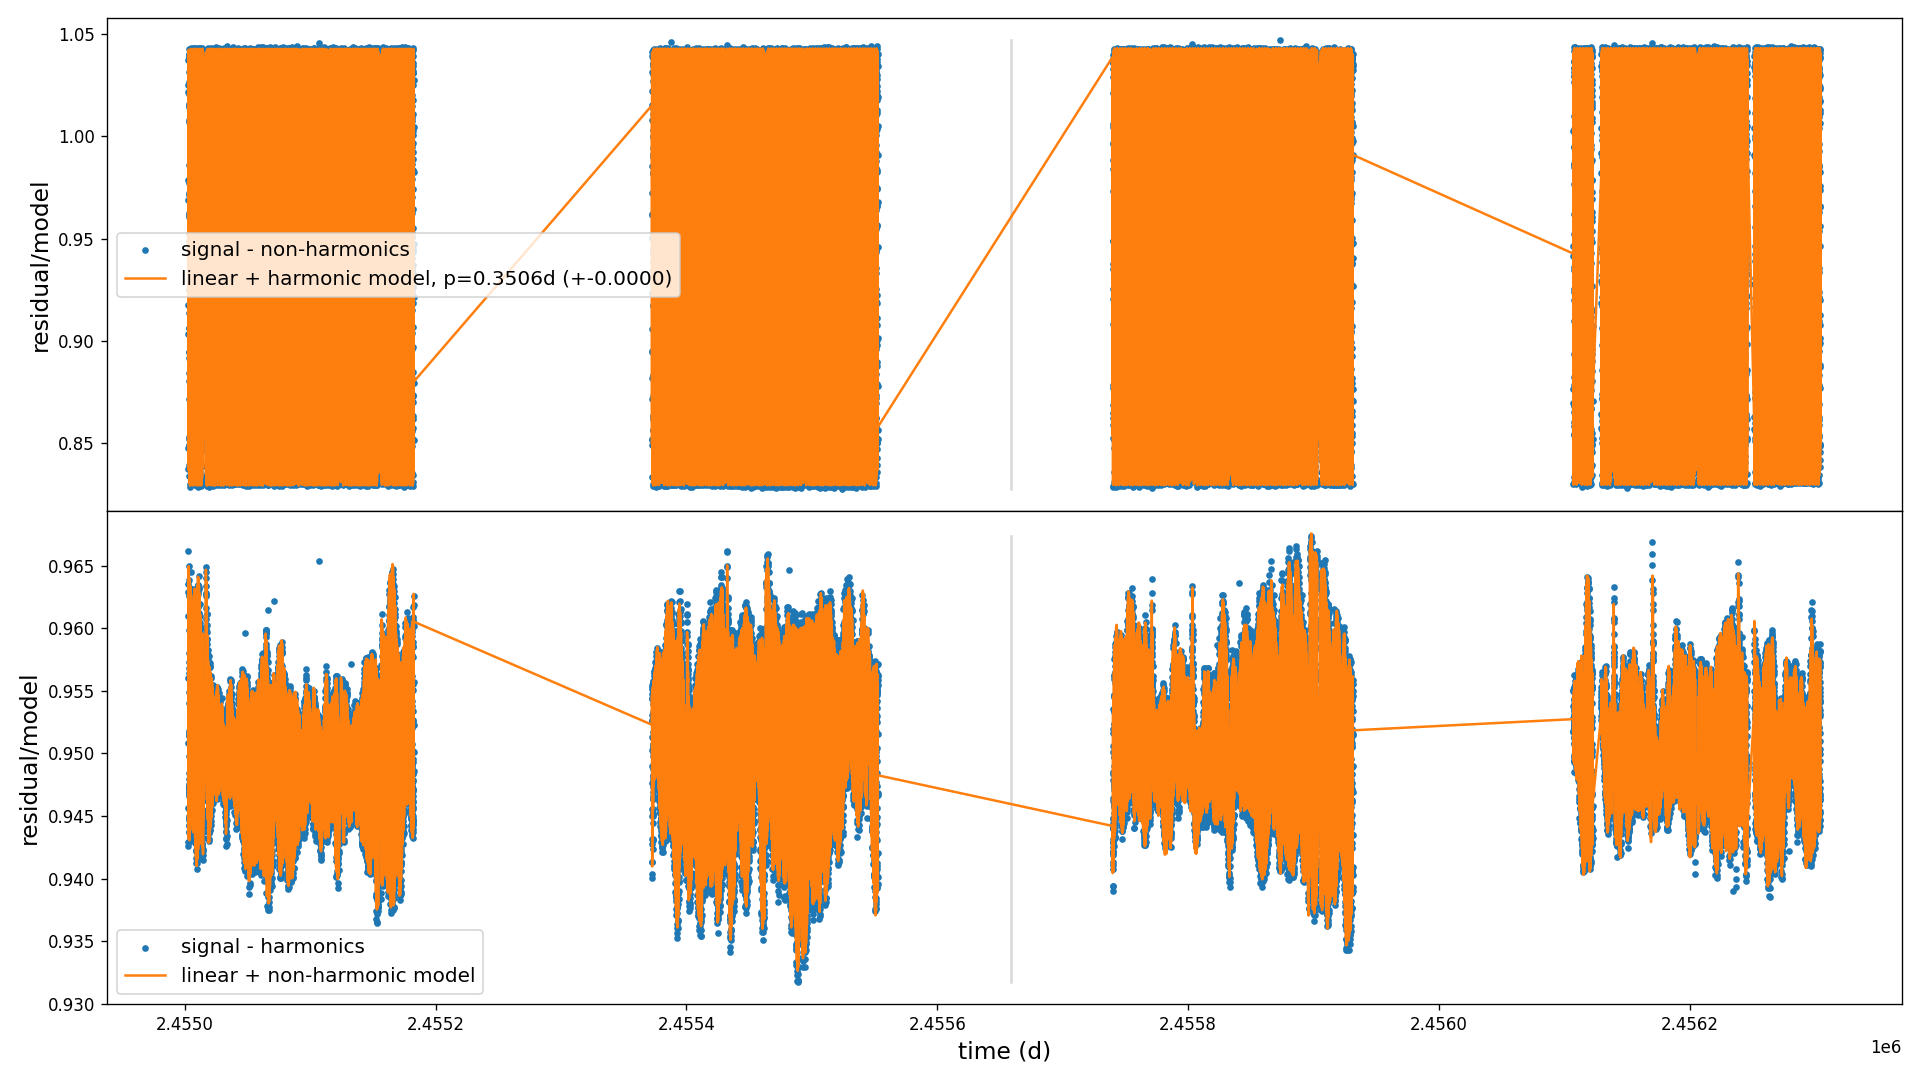 1.05
1.00
0.95
0.90
0.85
residual/model
signal - non-harmonics
linear + harmonic model, p=0.3506d (+-0.0000)
0.965
0.960
0.955
0.950
0.945
0.940
0.935
0.930
residual/model
signal - harmonics
linear + non-harmonic model
2.4550 2.4552 2.4554 2.4556 2.4558 2.4560 2.4562
1e6
time (d)